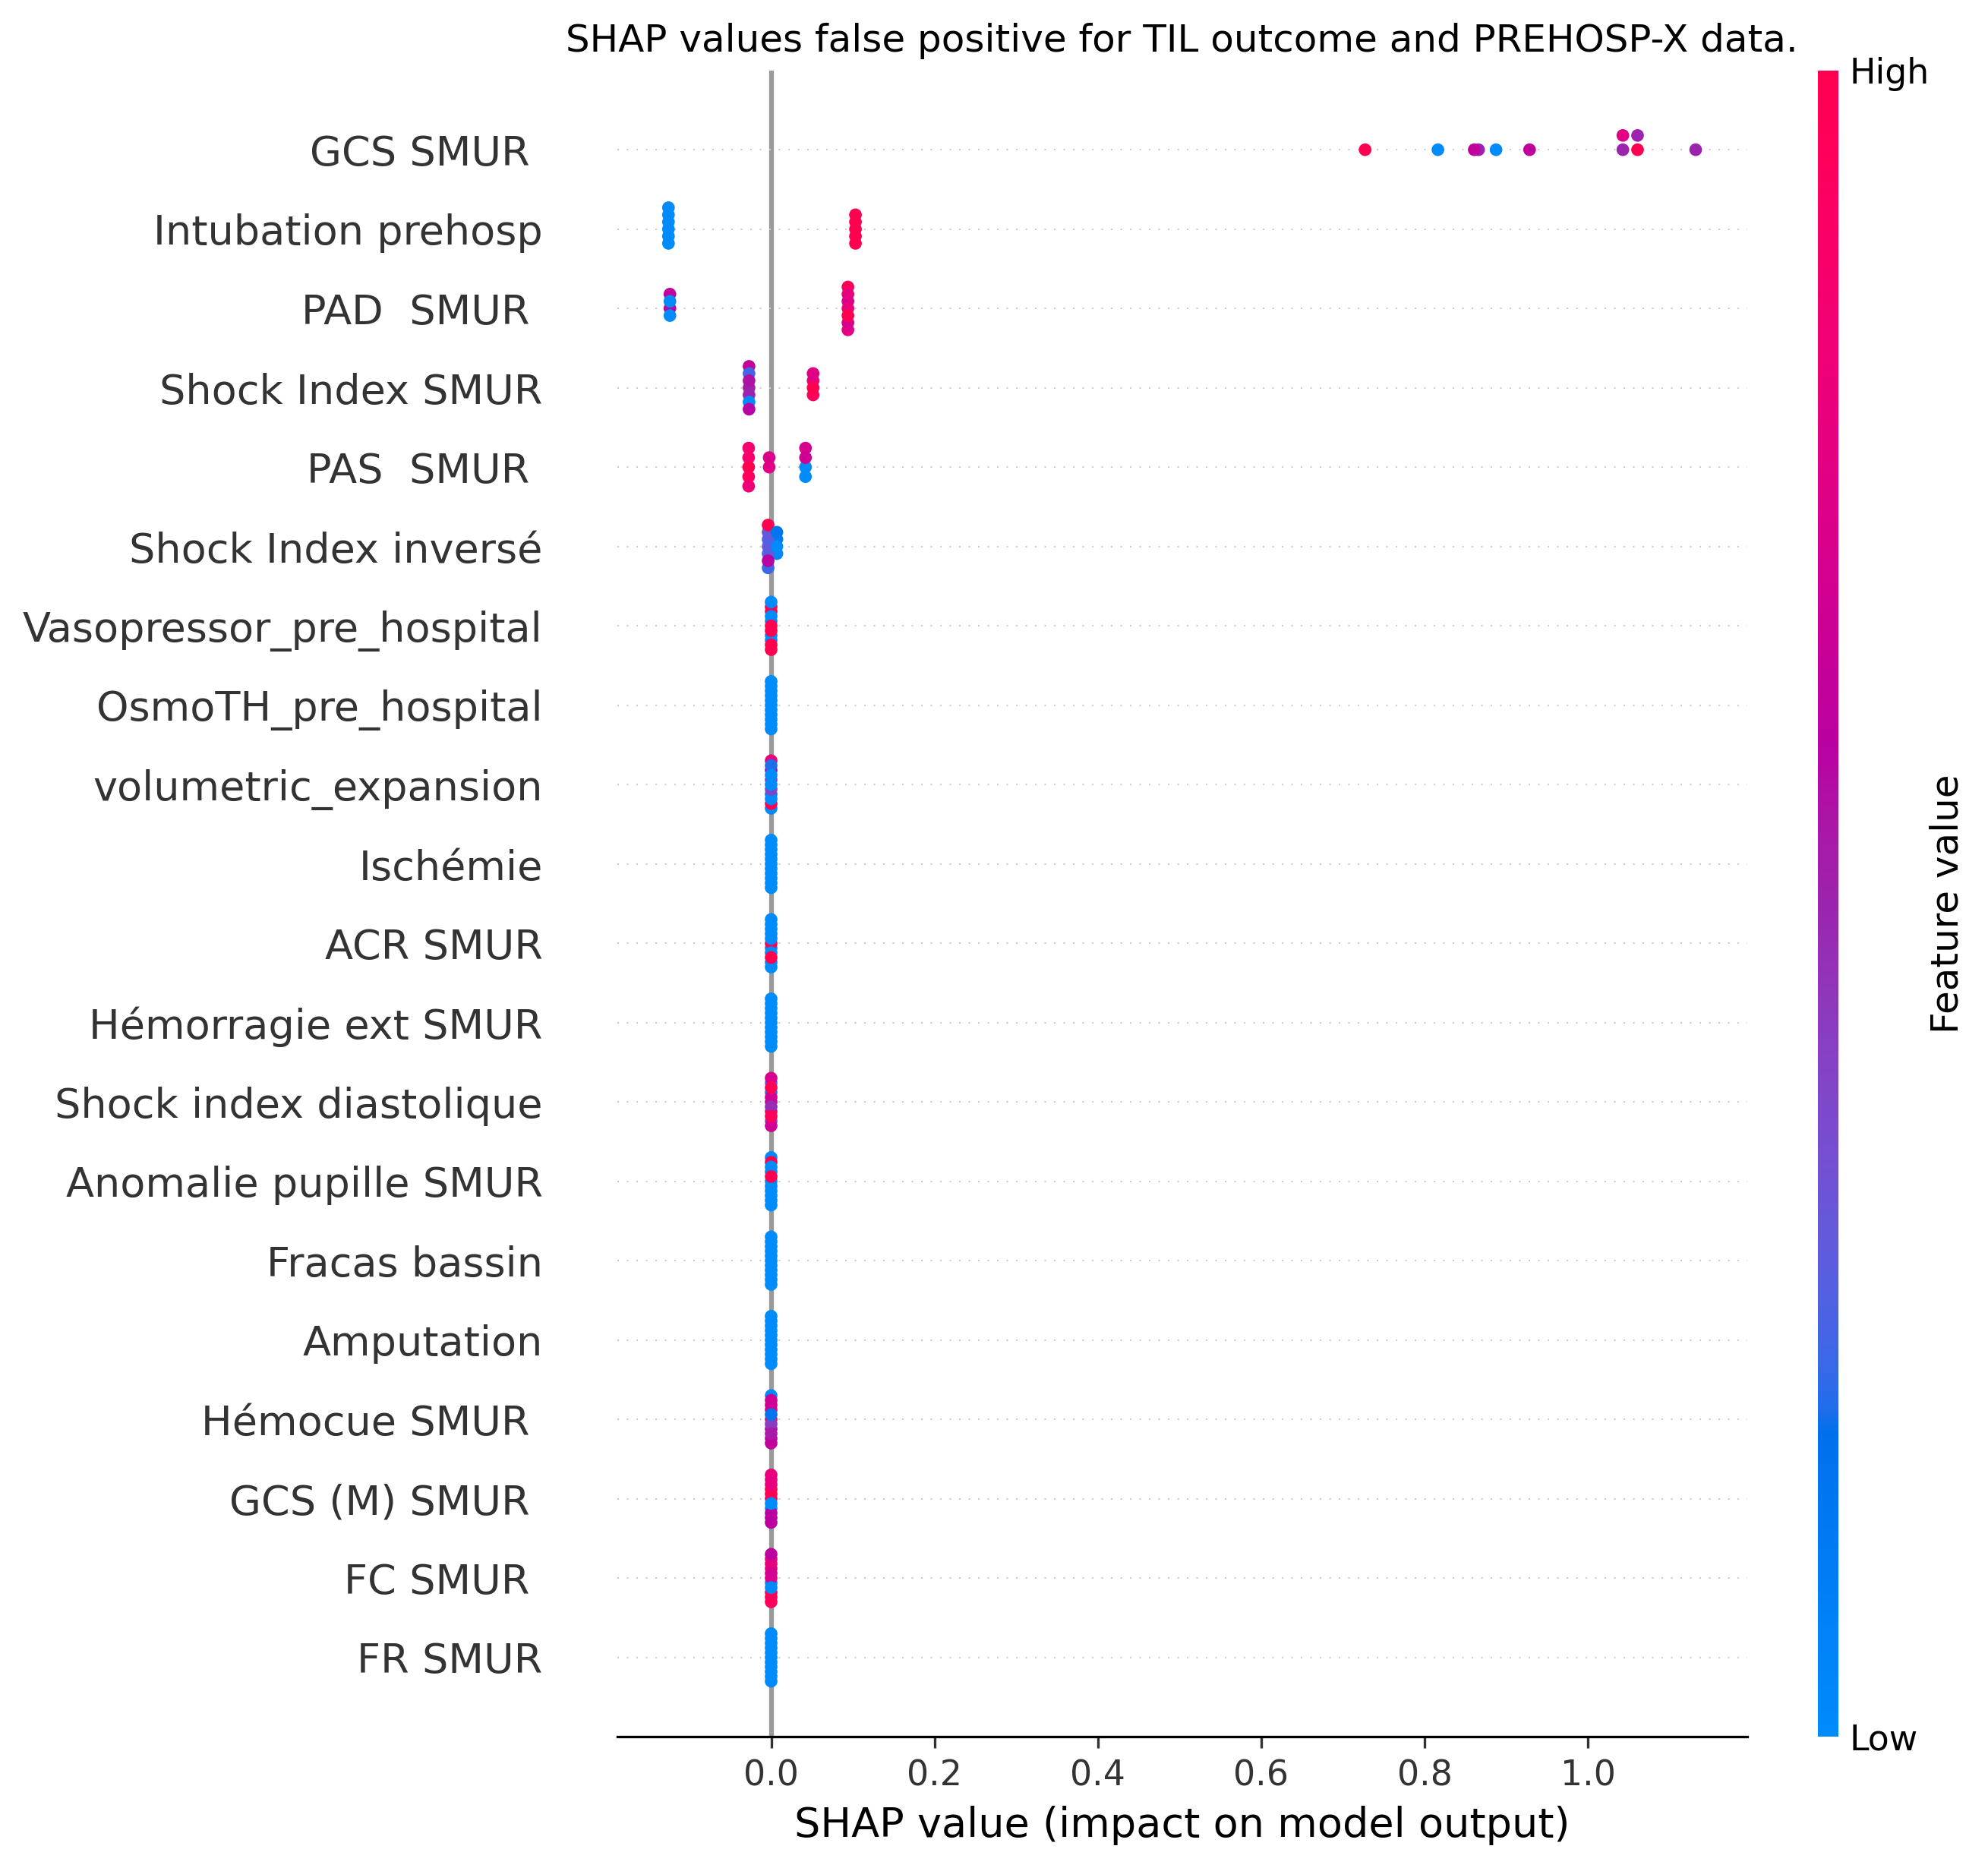 SHAP values false positive for TIL outcome and PREHOSP-X data.
High
GCS SMUR
Intubation prehosp
PAD  SMUR
Shock Index SMUR
PAS  SMUR
Shock Index inversé
Vasopressor_pre_hospital
OsmoTH_pre_hospital
volumetric_expansion
Ischémie
ACR SMUR
Hémorragie ext SMUR
Shock index diastolique
Anomalie pupille SMUR
Fracas bassin
Amputation
Hémocue SMUR
GCS (M) SMUR
FC SMUR
FR SMUR
Feature value
Low
0.0 0.2 0.4 0.6 0.8 1.0
SHAP value (impact on model output)